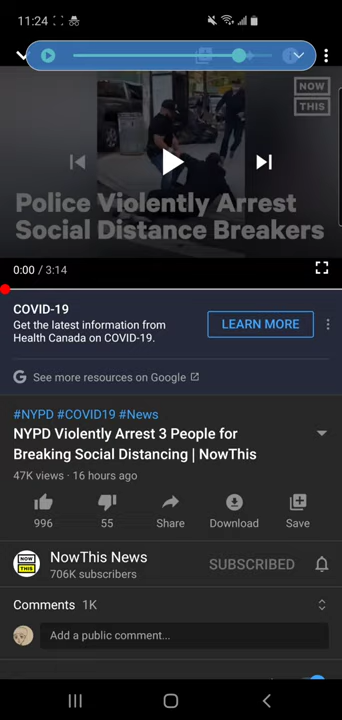 11:24
NOW
THIS
Police Violently Arrest
Social Distance Breakers
0:00 / 3:14
COVID-19
Get the latest information from
Health Canada on COVID-19.
LEARN MORE
See more resources on Google
#NYPD #COVID19 #News
NYPD Violently Arrest 3 People for
Breaking Social Distancing | NowThis
47K views · 16 hours ago
996
55
Share
Download
Save
NOW
THIS
NowThis News
706K subscribers
SUBSCRIBED
Comments 1K
Add a public comment...